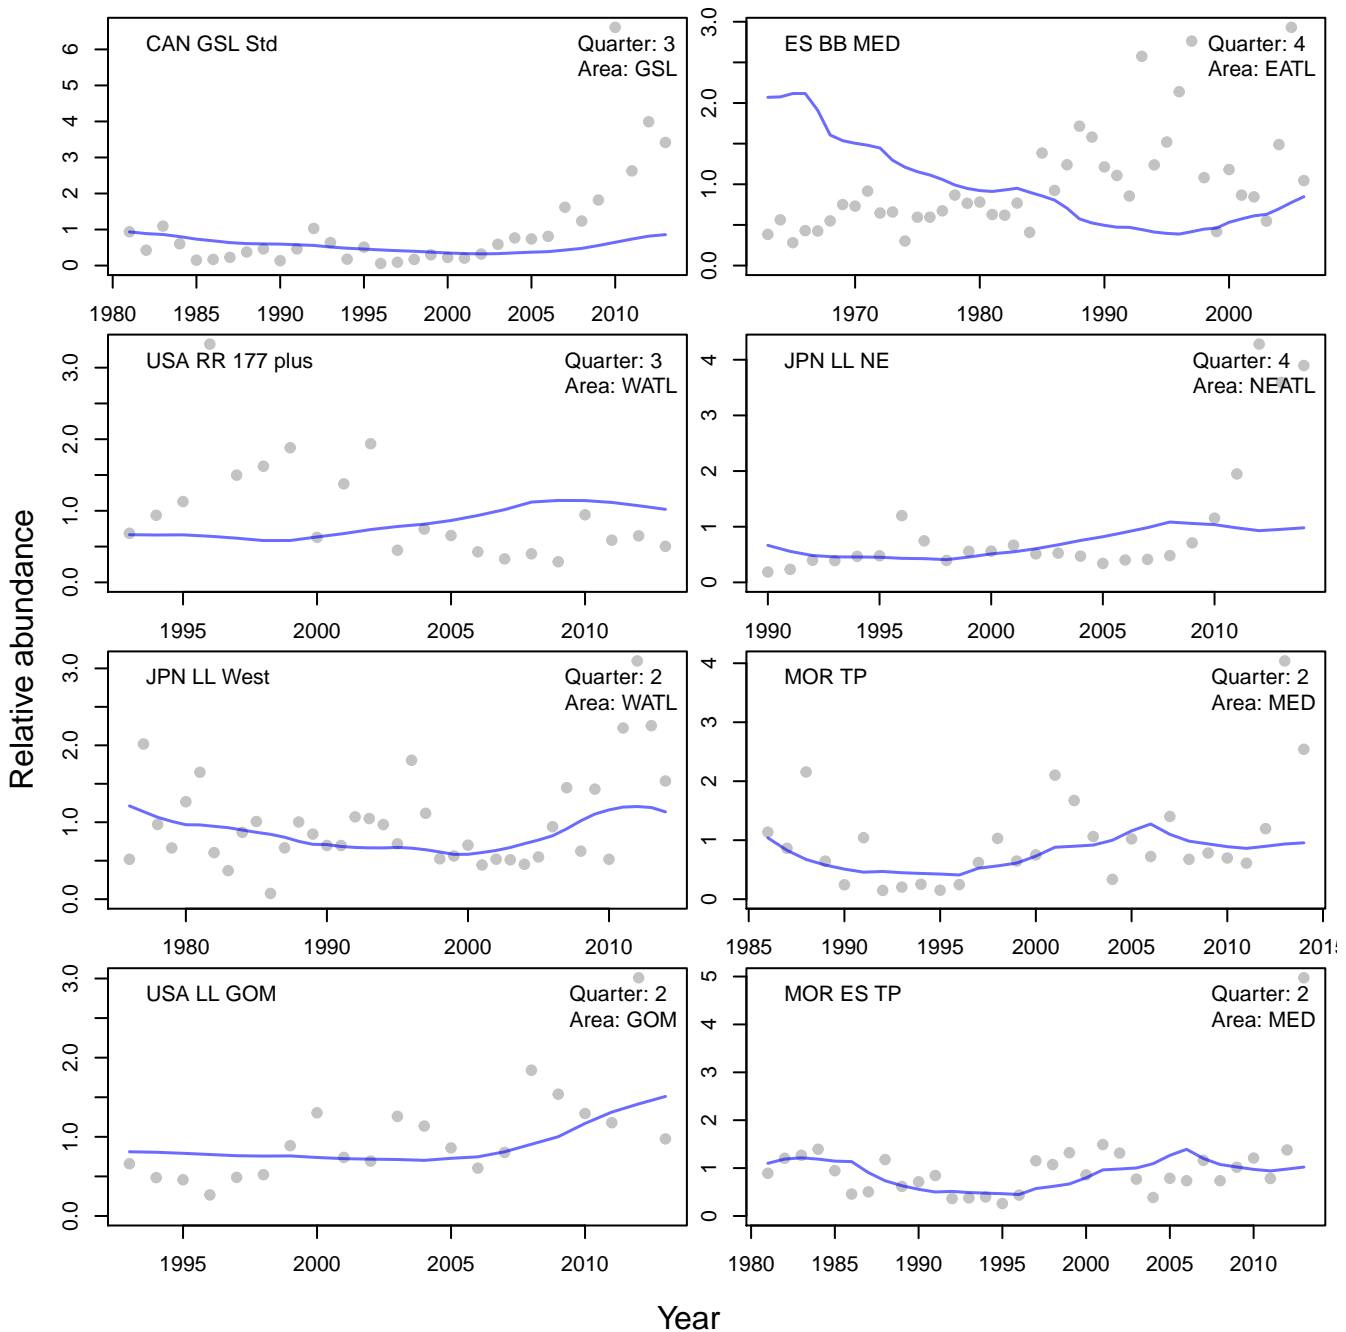 CAN GSL Std
Quarter: 3
Area: GSL
0 1 2 3 4 5 6
1980 1985 1990 1995 2000 2005 2010
ES BB MED
Quarter: 4
Area: EATL
0.0 1.0 2.0 3.0
1970 1980 1990 2000
USA RR 177 plus
Quarter: 3
Area: WATL
0.0 1.0 2.0 3.0
1995 2000 2005 2010
JPN LL NE
Quarter: 4
Area: NEATL
0 1 2 3 4
1990 1995 2000 2005 2010
Relative abundance
JPN LL West
Quarter: 2
Area: WATL
0.0 1.0 2.0 3.0
1980 1990 2000 2010
MOR TP
Quarter: 2
Area: MED
0 1 2 3 4
1985 1990 1995 2000 2005 2010 2015
USA LL GOM
Quarter: 2
Area: GOM
0.0 1.0 2.0 3.0
1995 2000 2005 2010
MOR ES TP
Quarter: 2
Area: MED
0 1 2 3 4 5
1980 1985 1990 1995 2000 2005 2010
Year